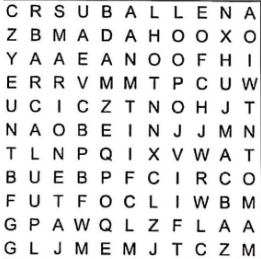 C R S U B A L L E N A
Z B M A D A H O O X O
Y A A E A N O O F H I
E R R V M M T P C U W
U C I C Z T N O H J T
N A O B E I N J J M N
T L N P Q I X V W A T
B U E B P F C I R C O
F U T F O C L I W B M
G P A W Q L Z F L A A
G L J M E M J T C Z M